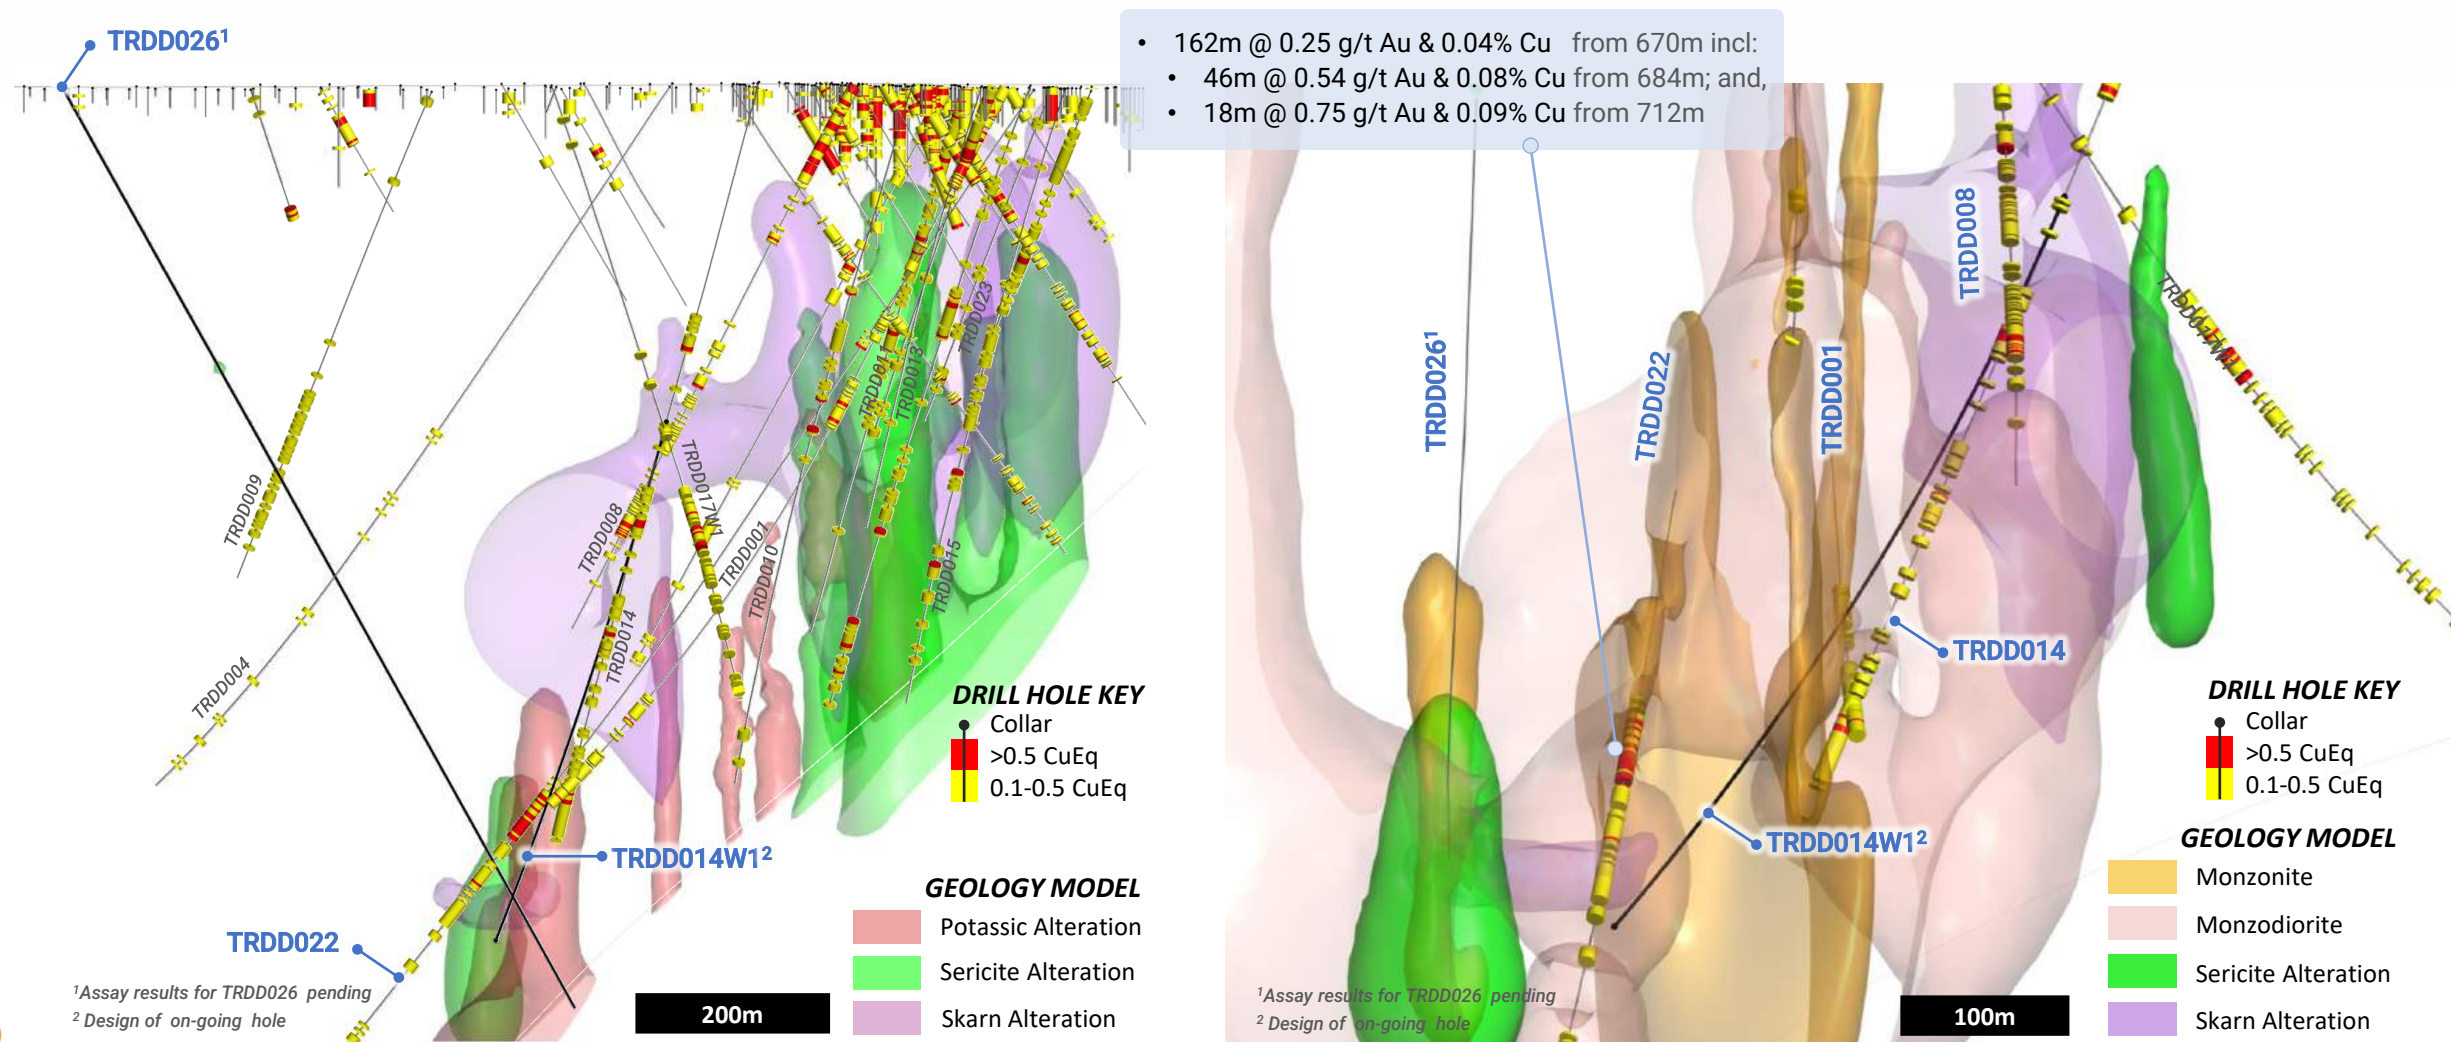 TRDD026¹
• 162m @ 0.25 g/t Au & 0.04% Cu from 670m incl:
• 46m @ 0.54 g/t Au & 0.08% Cu from 684m; and,
• 18m @ 0.75 g/t Au & 0.09% Cu from 712m
TRDD009
TRDD004
TRDD008
TRDD014
TRDD017W1
TRDD001
TRDD010
TRDD011
TRDD013
TRDD023
TRDD015
TRDD014W1²
TRDD022
DRILL HOLE KEY
Collar
>0.5 CuEq
0.1-0.5 CuEq
GEOLOGY MODEL
Potassic Alteration
Sericite Alteration
Skarn Alteration
200m
¹Assay results for TRDD026 pending
² Design of on-going hole
TRDD026¹
TRDD022
TRDD001
TRDD008
TRDD017W1
TRDD014
TRDD014W1²
DRILL HOLE KEY
Collar
>0.5 CuEq
0.1-0.5 CuEq
GEOLOGY MODEL
Monzonite
Monzodiorite
Sericite Alteration
Skarn Alteration
100m
¹Assay results for TRDD026 pending
² Design of on-going hole